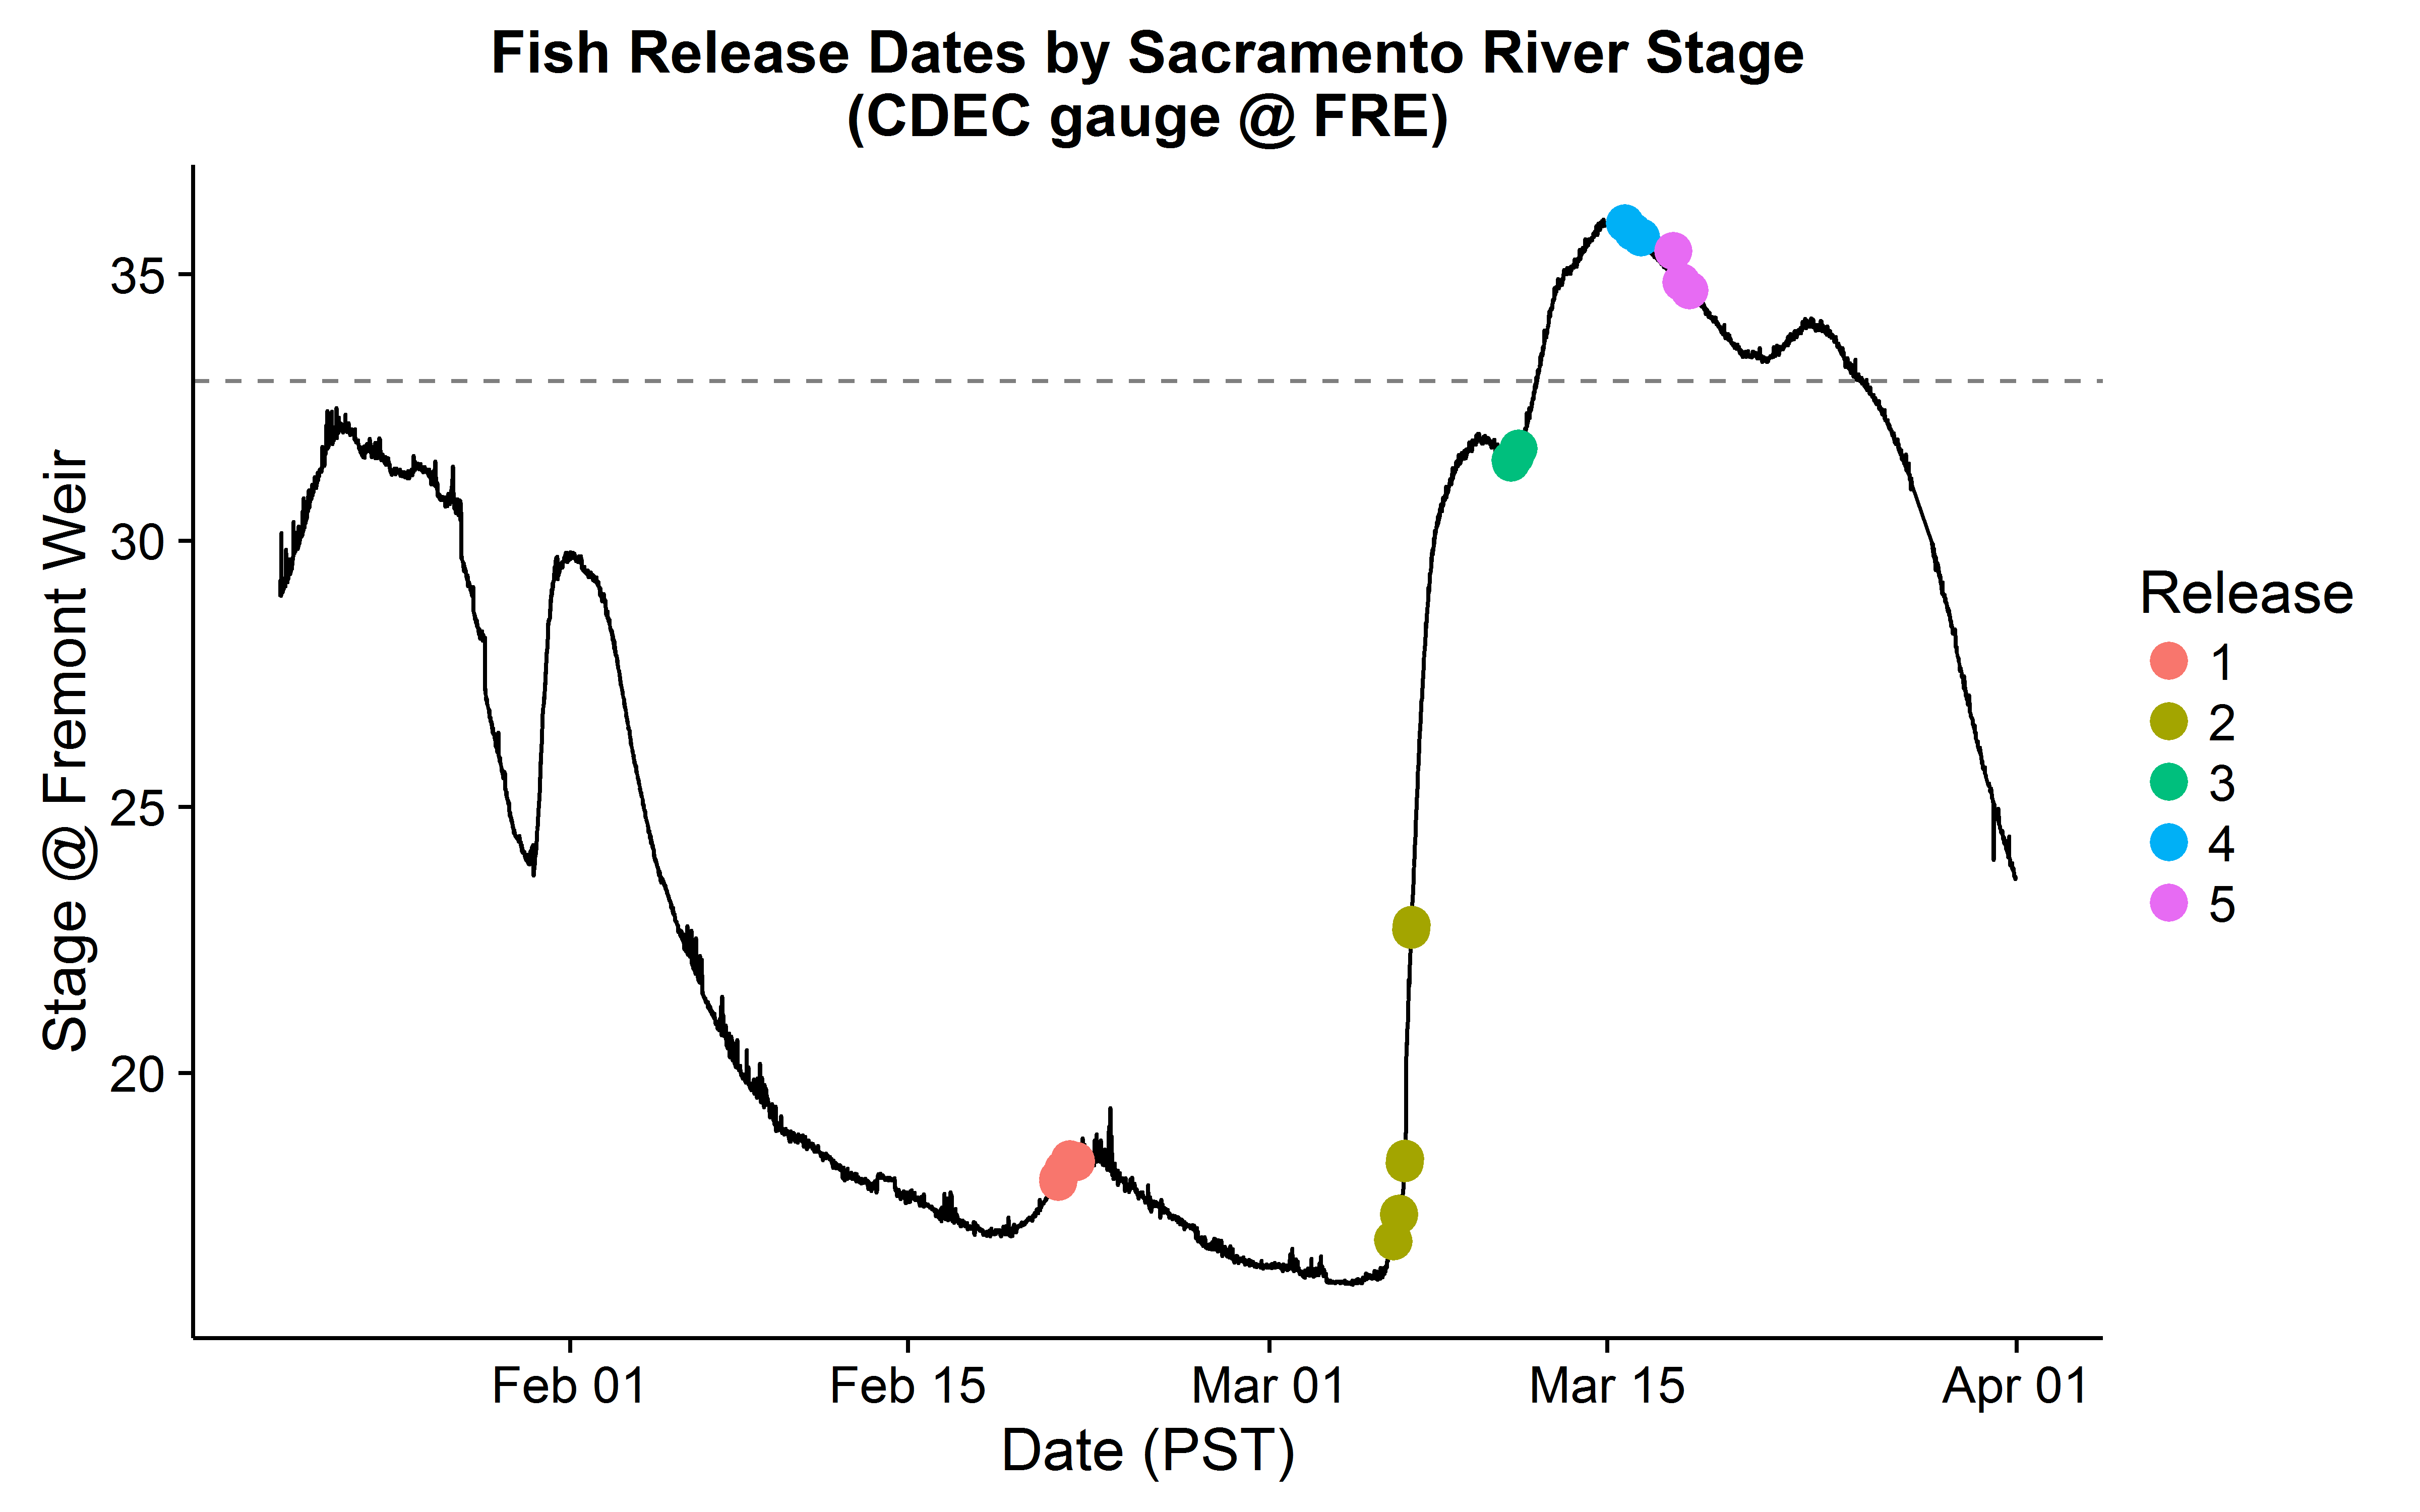 Fish Release Dates by Sacramento River Stage
(CDEC gauge @ FRE)
Stage @ Fremont Weir
35
30
25
20
Feb 01
Feb 15
Mar 01
Mar 15
Apr 01
Date (PST)
Release
1
2
3
4
5